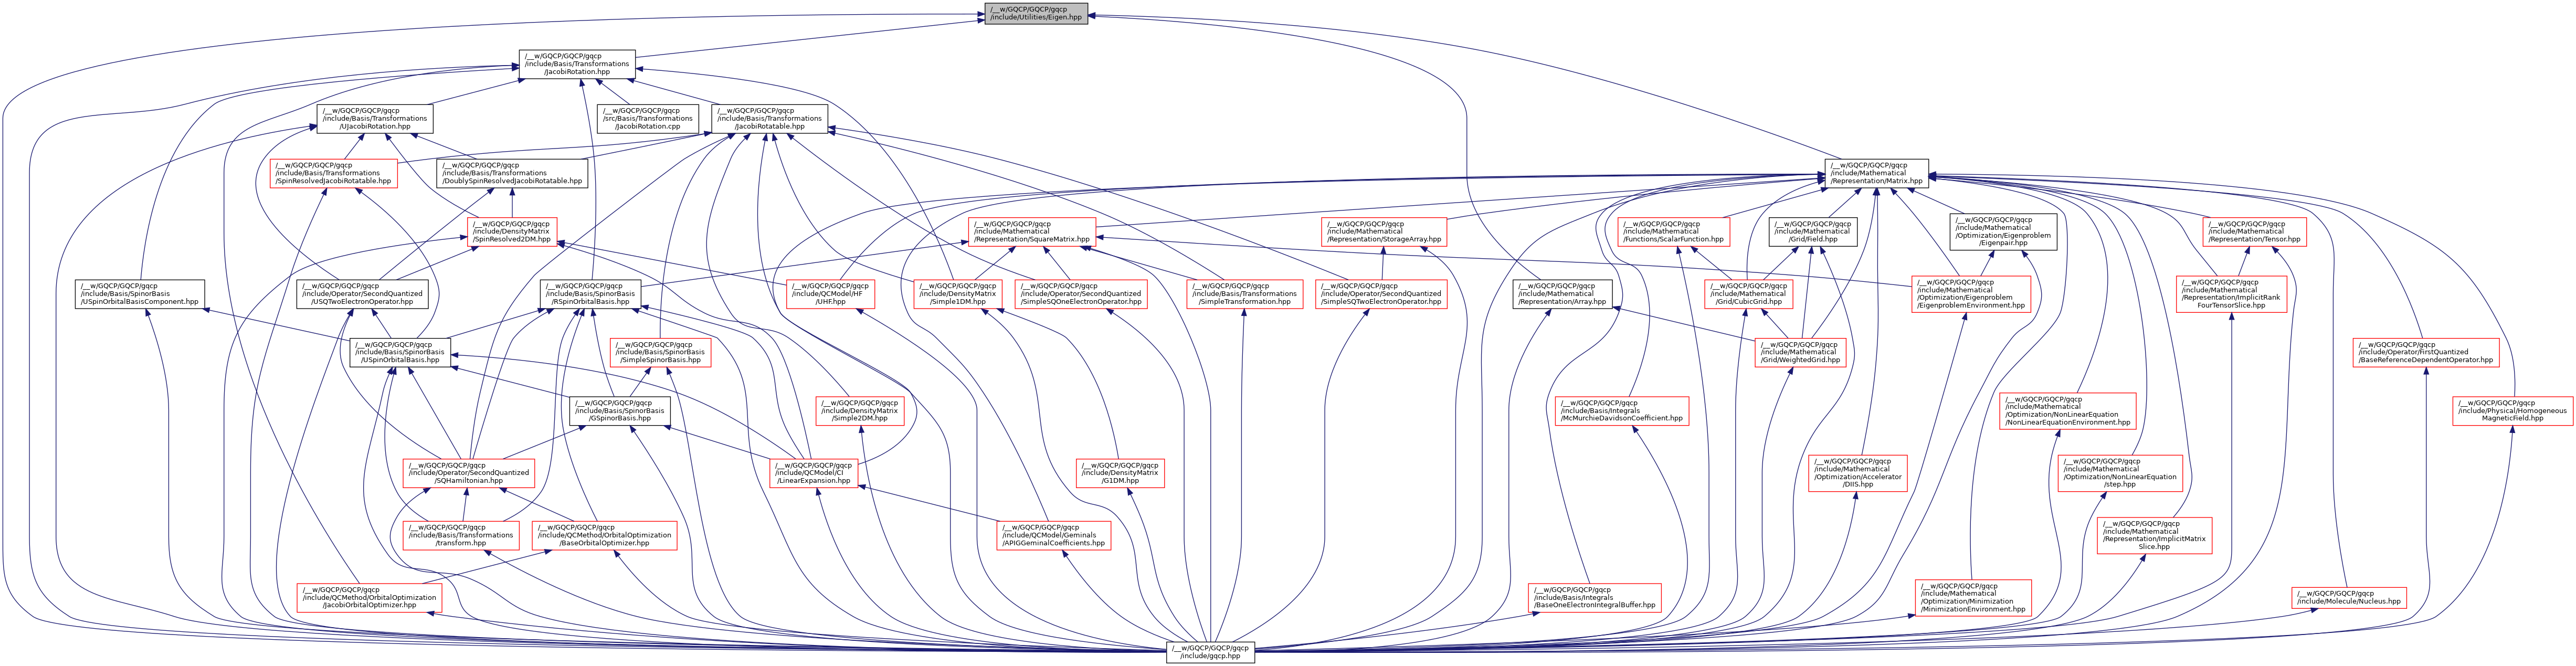 /__w/GQCP/GQCP/gqcp
/include/Utilities/Eigen.hpp
/__w/GQCP/GQCP/gqcp
/include/Basis/Transformations
/JacobiRotation.hpp
/__w/GQCP/GQCP/gqcp
/include/Basis/Transformations
/UJacobiRotation.hpp
/__w/GQCP/GQCP/gqcp
/src/Basis/Transformations
/JacobiRotation.cpp
/__w/GQCP/GQCP/gqcp
/include/Basis/Transformations
/JacobiRotatable.hpp
/__w/GQCP/GQCP/gqcp
/include/Basis/Transformations
/SpinResolvedJacobiRotatable.hpp
/__w/GQCP/GQCP/gqcp
/include/Basis/Transformations
/DoublySpinResolvedJacobiRotatable.hpp
/__w/GQCP/GQCP/gqcp
/include/Mathematical
/Representation/Matrix.hpp
/__w/GQCP/GQCP/gqcp
/include/DensityMatrix
/SpinResolved2DM.hpp
/__w/GQCP/GQCP/gqcp
/include/Mathematical
/Representation/SquareMatrix.hpp
/__w/GQCP/GQCP/gqcp
/include/Mathematical
/Representation/StorageArray.hpp
/__w/GQCP/GQCP/gqcp
/include/Mathematical
/Functions/ScalarFunction.hpp
/__w/GQCP/GQCP/gqcp
/include/Mathematical
/Grid/Field.hpp
/__w/GQCP/GQCP/gqcp
/include/Mathematical
/Optimization/Eigenproblem
/Eigenpair.hpp
/__w/GQCP/GQCP/gqcp
/include/Mathematical
/Representation/Tensor.hpp
/__w/GQCP/GQCP/gqcp
/include/Basis/SpinorBasis
/USpinOrbitalBasisComponent.hpp
/__w/GQCP/GQCP/gqcp
/include/Operator/SecondQuantized
/USQTwoElectronOperator.hpp
/__w/GQCP/GQCP/gqcp
/include/Basis/SpinorBasis
/RSpinOrbitalBasis.hpp
/__w/GQCP/GQCP/gqcp
/include/QCModel/HF
/UHF.hpp
/__w/GQCP/GQCP/gqcp
/include/DensityMatrix
/Simple1DM.hpp
/__w/GQCP/GQCP/gqcp
/include/Operator/SecondQuantized
/SimpleSQOneElectronOperator.hpp
/__w/GQCP/GQCP/gqcp
/include/Basis/Transformations
/SimpleTransformation.hpp
/__w/GQCP/GQCP/gqcp
/include/Operator/SecondQuantized
/SimpleSQTwoElectronOperator.hpp
/__w/GQCP/GQCP/gqcp
/include/Mathematical
/Representation/Array.hpp
/__w/GQCP/GQCP/gqcp
/include/Mathematical
/Grid/CubicGrid.hpp
/__w/GQCP/GQCP/gqcp
/include/Mathematical
/Optimization/Eigenproblem
/EigenproblemEnvironment.hpp
/__w/GQCP/GQCP/gqcp
/include/Mathematical
/Representation/ImplicitRank
FourTensorSlice.hpp
/__w/GQCP/GQCP/gqcp
/include/Basis/SpinorBasis
/USpinOrbitalBasis.hpp
/__w/GQCP/GQCP/gqcp
/include/Basis/SpinorBasis
/SimpleSpinorBasis.hpp
/__w/GQCP/GQCP/gqcp
/include/Mathematical
/Grid/WeightedGrid.hpp
/__w/GQCP/GQCP/gqcp
/include/Operator/FirstQuantized
/BaseReferenceDependentOperator.hpp
/__w/GQCP/GQCP/gqcp
/include/Basis/SpinorBasis
/GSpinorBasis.hpp
/__w/GQCP/GQCP/gqcp
/include/DensityMatrix
/Simple2DM.hpp
/__w/GQCP/GQCP/gqcp
/include/Basis/Integrals
/McMurchieDavidsonCoefficient.hpp
/__w/GQCP/GQCP/gqcp
/include/Mathematical
/Optimization/NonLinearEquation
/NonLinearEquationEnvironment.hpp
/__w/GQCP/GQCP/gqcp
/include/Physical/Homogeneous
MagneticField.hpp
/__w/GQCP/GQCP/gqcp
/include/Operator/SecondQuantized
/SQHamiltonian.hpp
/__w/GQCP/GQCP/gqcp
/include/QCModel/CI
/LinearExpansion.hpp
/__w/GQCP/GQCP/gqcp
/include/DensityMatrix
/G1DM.hpp
/__w/GQCP/GQCP/gqcp
/include/Mathematical
/Optimization/Accelerator
/DIIS.hpp
/__w/GQCP/GQCP/gqcp
/include/Mathematical
/Optimization/NonLinearEquation
/step.hpp
/__w/GQCP/GQCP/gqcp
/include/Basis/Transformations
/transform.hpp
/__w/GQCP/GQCP/gqcp
/include/QCMethod/OrbitalOptimization
/BaseOrbitalOptimizer.hpp
/__w/GQCP/GQCP/gqcp
/include/QCModel/Geminals
/APIGGeminalCoefficients.hpp
/__w/GQCP/GQCP/gqcp
/include/Mathematical
/Representation/ImplicitMatrix
Slice.hpp
/__w/GQCP/GQCP/gqcp
/include/QCMethod/OrbitalOptimization
/JacobiOrbitalOptimizer.hpp
/__w/GQCP/GQCP/gqcp
/include/Basis/Integrals
/BaseOneElectronIntegralBuffer.hpp
/__w/GQCP/GQCP/gqcp
/include/Mathematical
/Optimization/Minimization
/MinimizationEnvironment.hpp
/__w/GQCP/GQCP/gqcp
/include/Molecule/Nucleus.hpp
/__w/GQCP/GQCP/gqcp
/include/gqcp.hpp